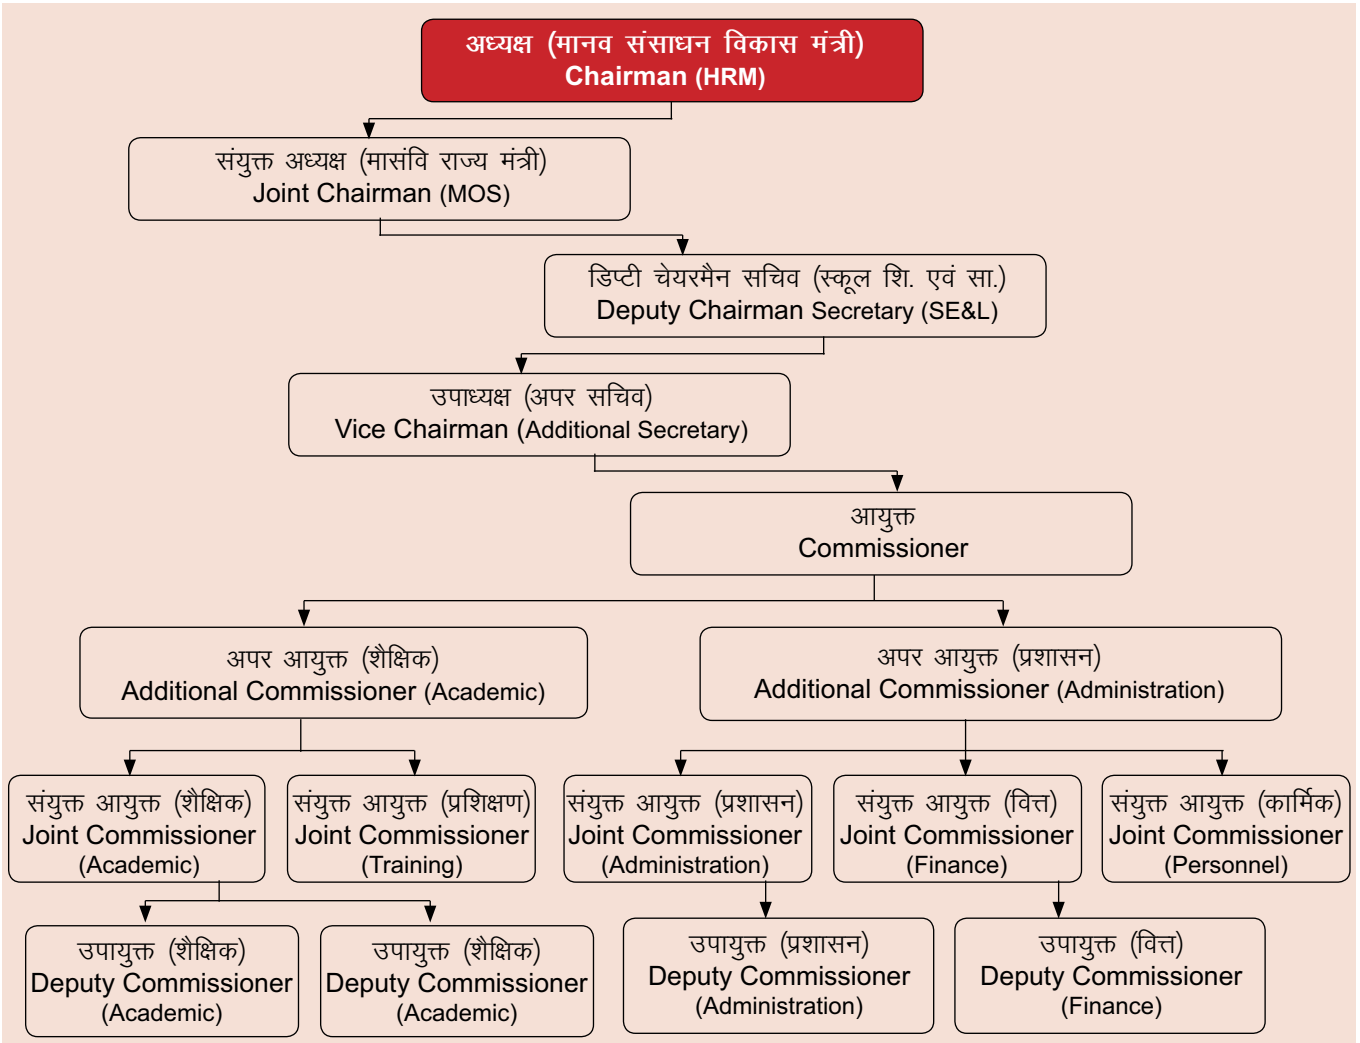 अध्यक्ष (मानव संसाधन विकास मंत्री)
Chairman (HRM)
संयुक्त अध्यक्ष (मासंवि राज्य मंत्री)
Joint Chairman (MOS)
डिप्टी चेयरमैन सचिव (स्कूल शि. एवं सा.)
Deputy Chairman Secretary (SE&L)
उपाध्यक्ष (अपर सचिव)
Vice Chairman (Additional Secretary)
आयुक्त
Commissioner
अपर आयुक्त (शैक्षिक)
Additional Commissioner (Academic)
अपर आयुक्त (प्रशासन)
Additional Commissioner (Administration)
संयुक्त आयुक्त (शैक्षिक)
Joint Commissioner
(Academic)
संयुक्त आयुक्त (प्रशिक्षण)
Joint Commissioner
(Training)
संयुक्त आयुक्त (प्रशासन)
Joint Commissioner
(Administration)
संयुक्त आयुक्त (वित्त)
Joint Commissioner
(Finance)
संयुक्त आयुक्त (कार्मिक)
Joint Commissioner
(Personnel)
उपायुक्त (शैक्षिक)
Deputy Commissioner
(Academic)
उपायुक्त (शैक्षिक)
Deputy Commissioner
(Academic)
उपायुक्त (प्रशासन)
Deputy Commissioner
(Administration)
उपायुक्त (वित्त)
Deputy Commissioner
(Finance)